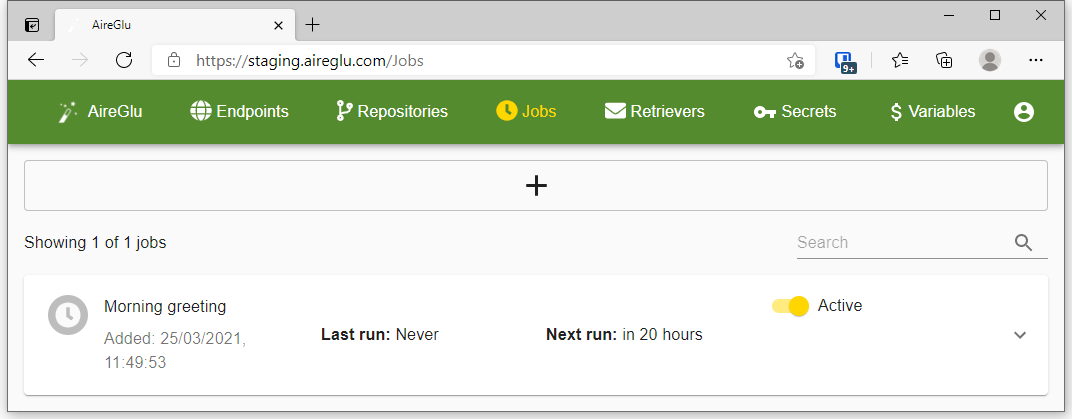 AireGlu
https://staging.aireglu.com/Jobs
9+
AireGlu Endpoints Repositories Jobs Retrievers Secrets $ Variables
+
Showing 1 of 1 jobs Search
Morning greeting Active
Added: 25/03/2021, Last run: Never Next run: in 20 hours
11:49:53